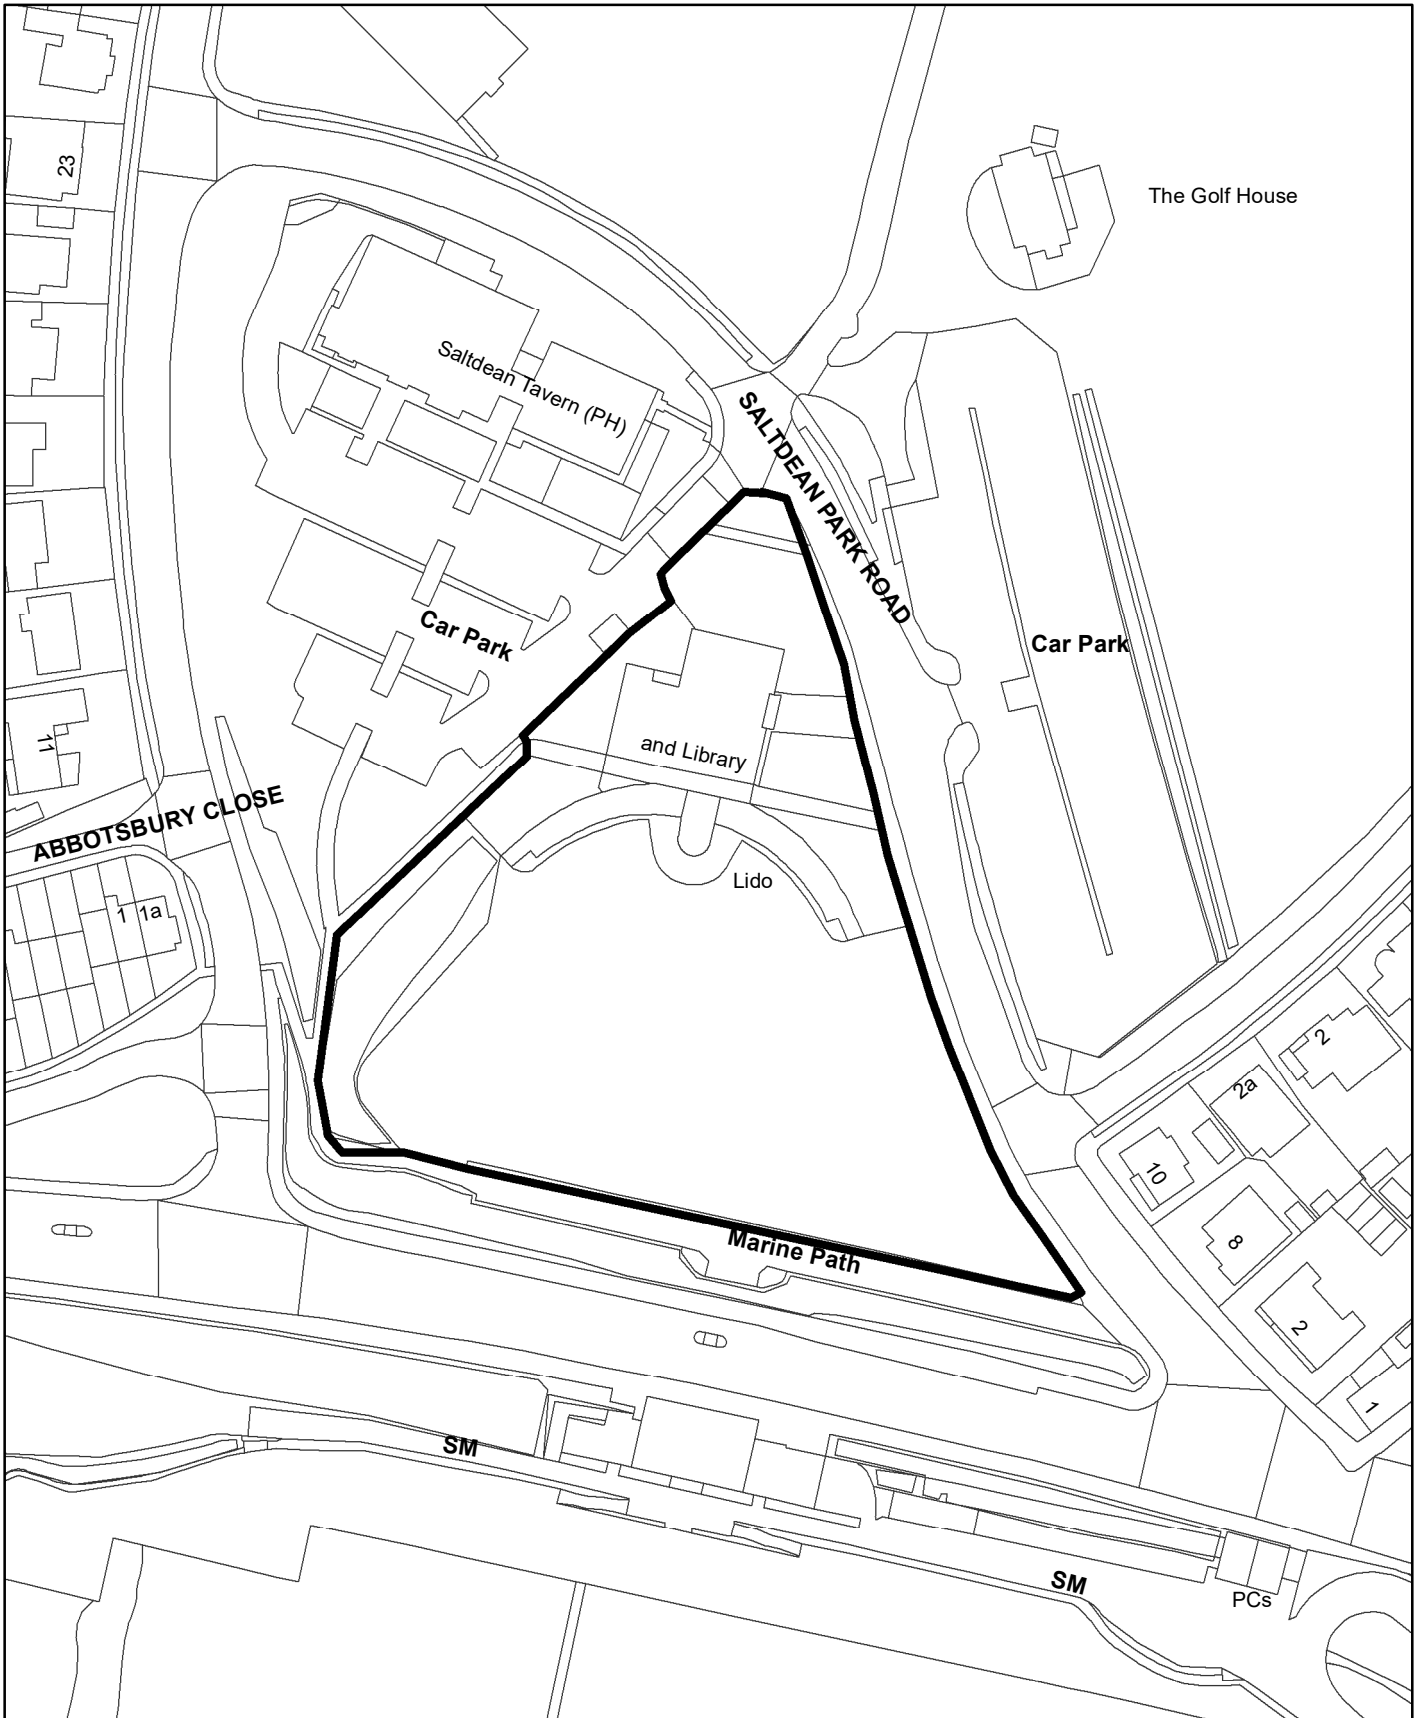 23
The Golf House
Saltdean Tavern (PH)
SALTDEAN PARK ROAD
Car Park
Car Park
11
and Library
ABBOTSBURY CLOSE
Lido
1
1a
2
2a
10
8
Marine Path
2
1
SM
SM
PCs